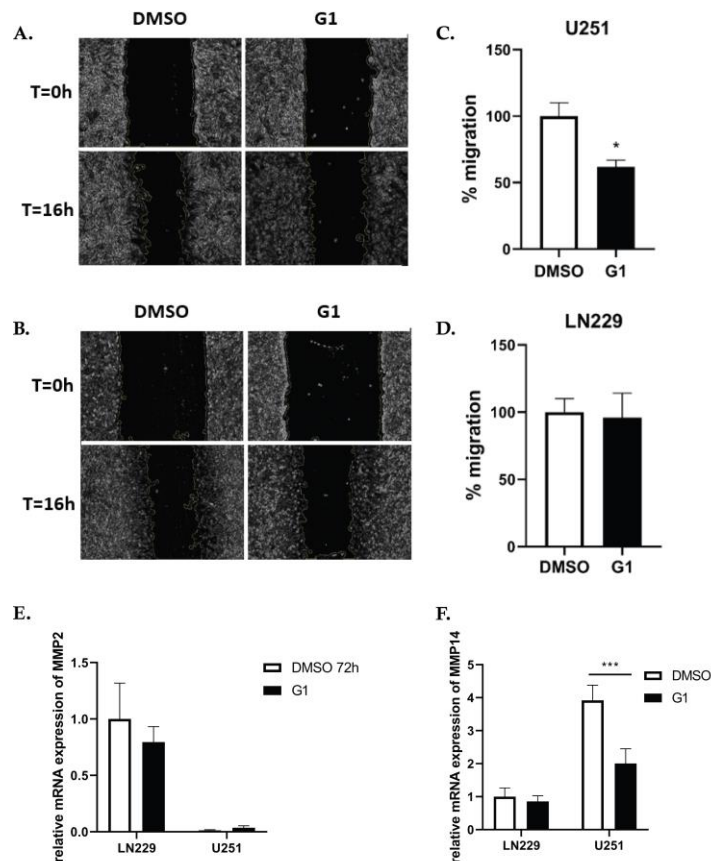 A.
DMSO
G1
T=0h
T=16h
C.
U251
% migration
150
100
50
0
*
DMSO
G1
B.
DMSO
G1
T=0h
T=16h
D.
LN229
% migration
150
100
50
0
DMSO
G1
E.
relative mRNA expression of MMP2
1.5
1.0
0.5
0.0
LN229
U251
DMSO 72h
G1
F.
relative mRNA expression of MMP14
5
4
3
2
1
0
***
LN229
U251
DMSO
G1